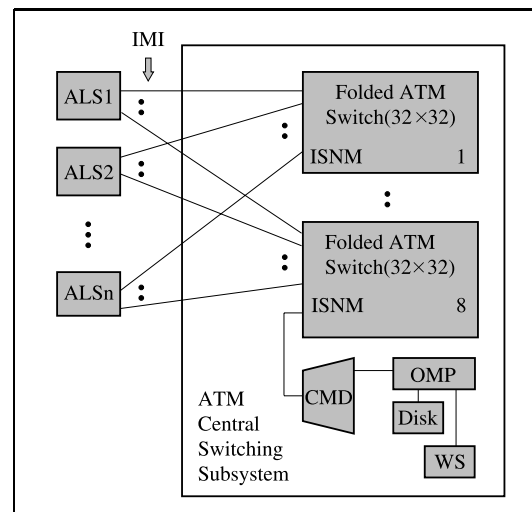 IMI
ALS1
ALS2
ALSn
Folded ATM
Switch(32×32)
ISNM 1
Folded ATM
Switch(32×32)
ISNM 8
CMD
OMP
Disk
WS
ATM
Central
Switching
Subsystem